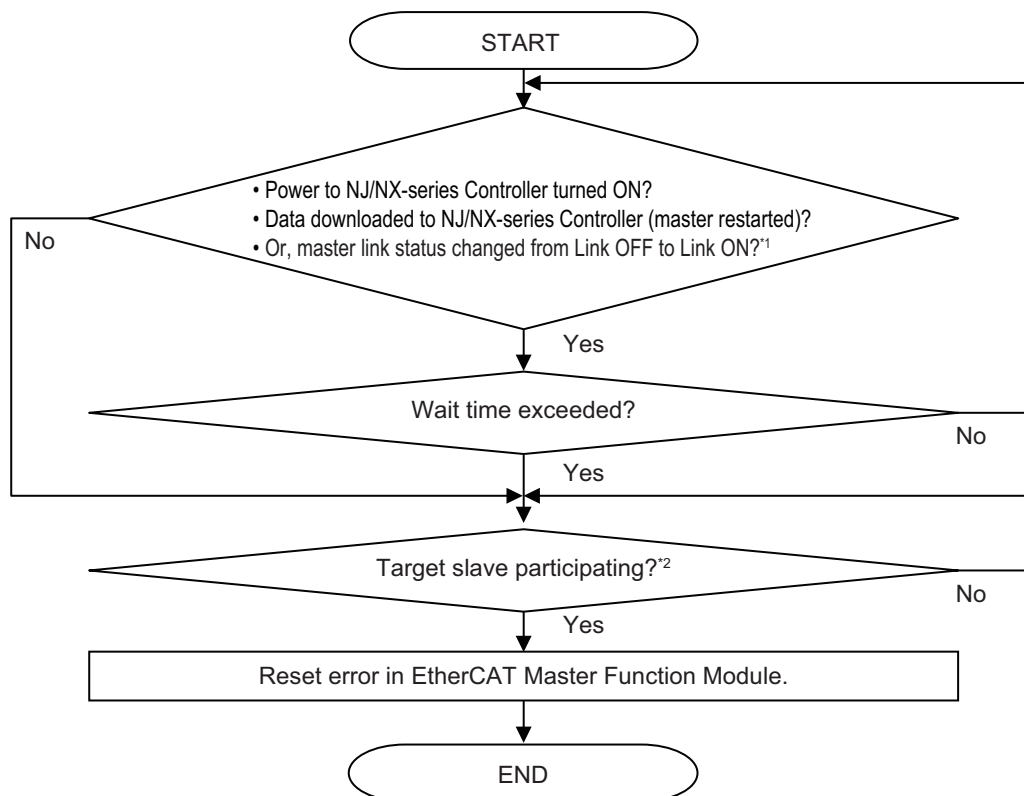 START
• Power to NJ/NX-series Controller turned ON?
• Data downloaded to NJ/NX-series Controller (master restarted)?
• Or, master link status changed from Link OFF to Link ON?*1
No
Yes
Wait time exceeded?
No
Yes
Target slave participating?*2
No
Yes
Reset error in EtherCAT Master Function Module.
END